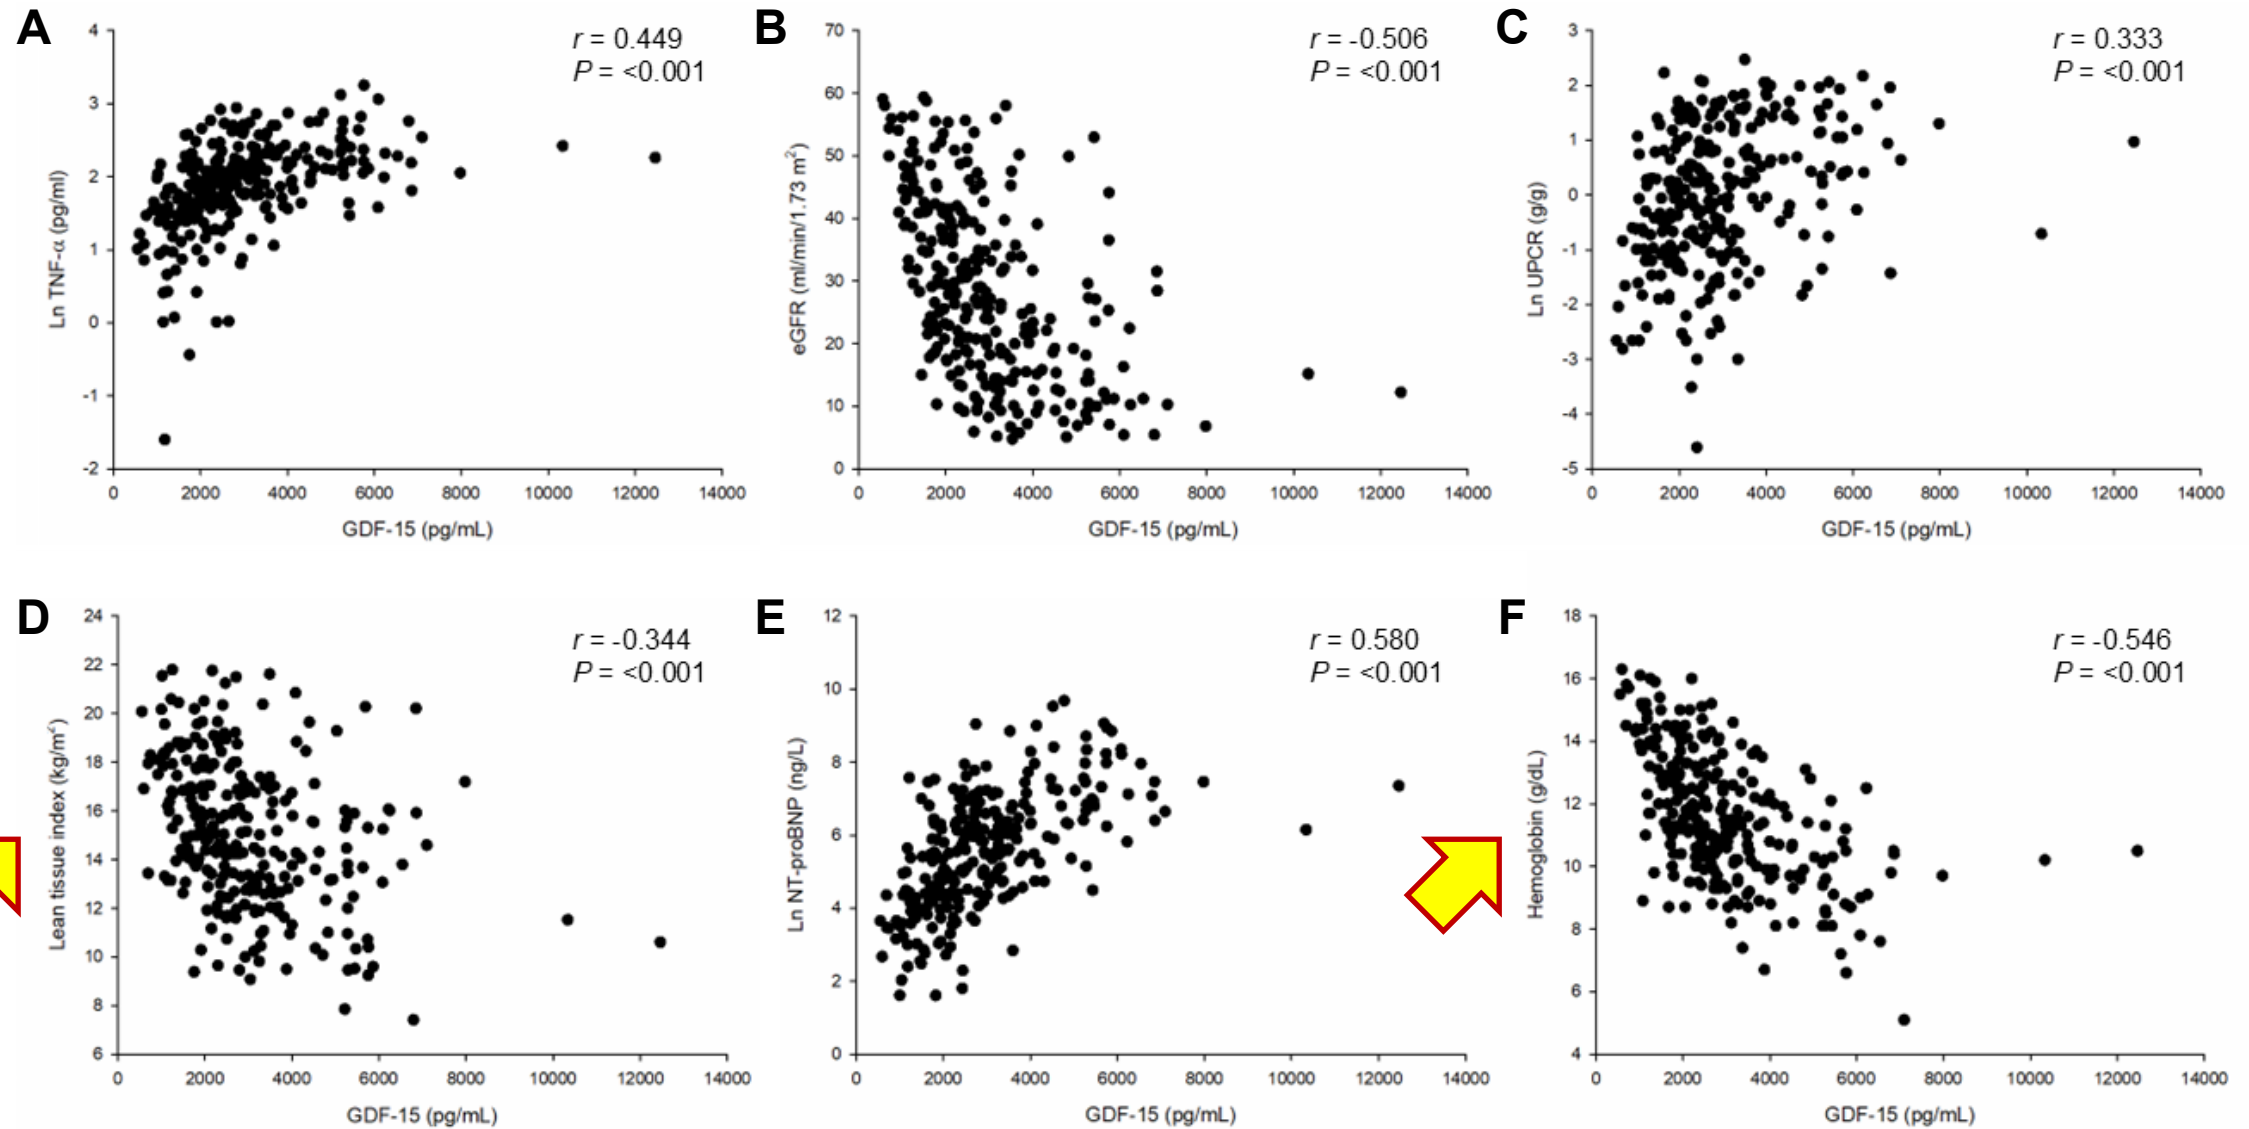 A
r = 0.449
P = <0.001
Ln TNF-α (pg/ml)
4
3
2
1
0
-1
-2
0 2000 4000 6000 8000 10000 12000 14000
GDF-15 (pg/mL)
B
r = -0.506
P = <0.001
eGFR (ml/min/1.73 m²)
70
60
50
40
30
20
10
0
0 2000 4000 6000 8000 10000 12000 14000
GDF-15 (pg/mL)
C
r = 0.333
P = <0.001
Ln UPCR (g/g)
3
2
1
0
-1
-2
-3
-4
-5
0 2000 4000 6000 8000 10000 12000 14000
GDF-15 (pg/mL)
D
r = -0.344
P = <0.001
Lean tissue index (kg/m²)
24
22
20
18
16
14
12
10
8
6
0 2000 4000 6000 8000 10000 12000 14000
GDF-15 (pg/mL)
E
r = 0.580
P = <0.001
Ln NT-proBNP (ng/L)
12
10
8
6
4
2
0
0 2000 4000 6000 8000 10000 12000 14000
GDF-15 (pg/mL)
F
r = -0.546
P = <0.001
Hemoglobin (g/dL)
18
16
14
12
10
8
6
4
0 2000 4000 6000 8000 10000 12000 14000
GDF-15 (pg/mL)